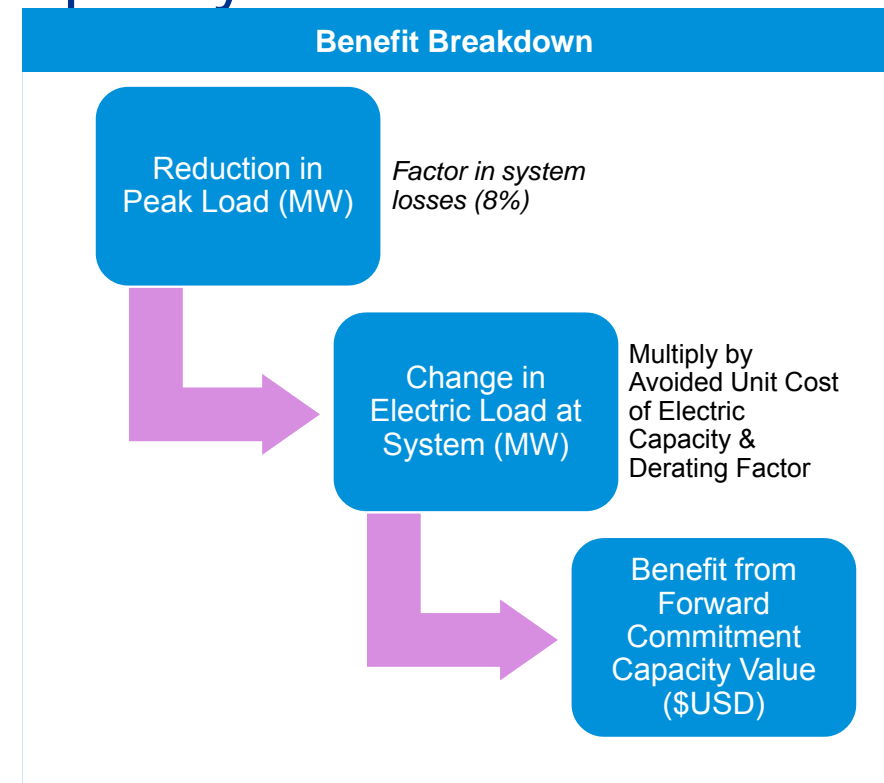 Benefit Breakdown
Reduction in
Peak Load (MW)
Factor in system
losses (8%)
Change in
Electric Load at
System (MW)
Multiply by
Avoided Unit Cost
of Electric
Capacity &
Derating Factor
Benefit from
Forward
Commitment
Capacity Value
($USD)